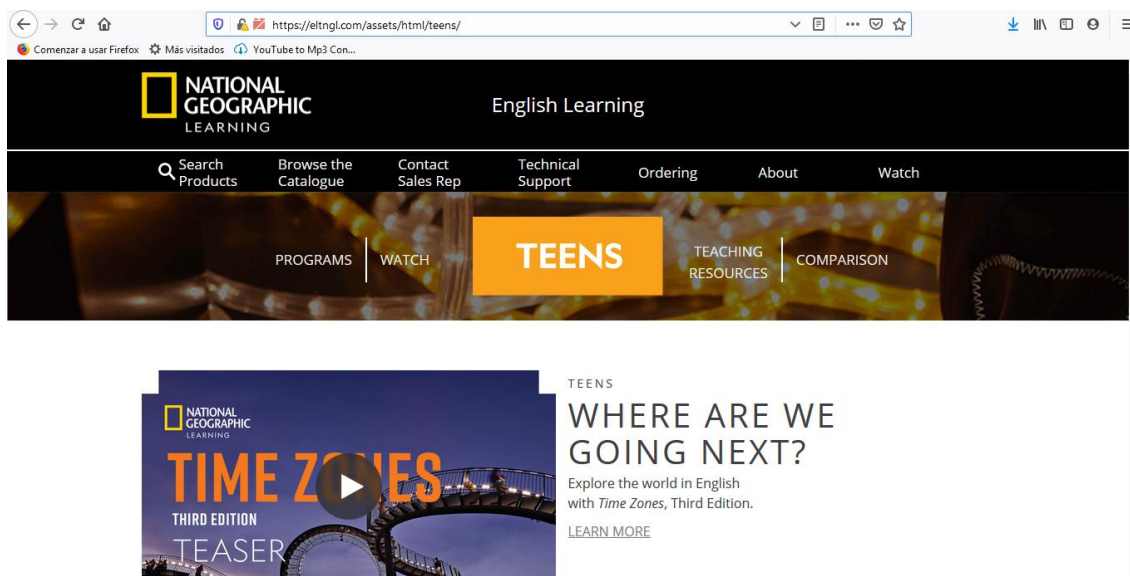 https://eltngl.com/assets/html/teens/
Comenzar a usar Firefox Más visitados YouTube to Mp3 Con...
NATIONAL
GEOGRAPHIC
LEARNING
English Learning
Search
Products
Browse the
Catalogue
Contact
Sales Rep
Technical
Support
Ordering
About
Watch
PROGRAMS
WATCH
TEENS
TEACHING
RESOURCES
COMPARISON
NATIONAL
GEOGRAPHIC
LEARNING
TIME ZONES
THIRD EDITION
TEASER
TEENS
WHERE ARE WE
GOING NEXT?
Explore the world in English
with Time Zones, Third Edition.
LEARN MORE